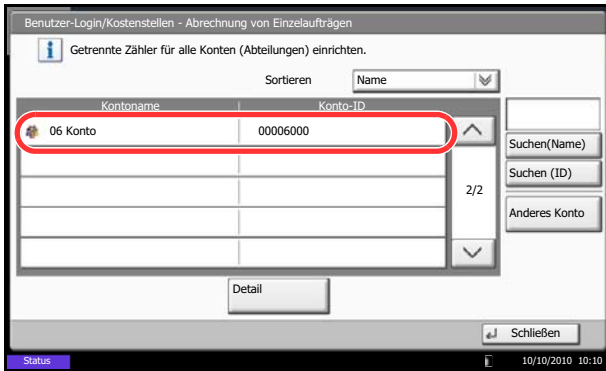 Benutzer-Login/Kostenstellen - Abrechnung von Einzelaufträgen
Getrennte Zähler für alle Konten (Abteilungen) einrichten.
Sortieren Name
Kontoname Konto-ID
06 Konto 00006000
Suchen(Name)
Suchen (ID)
2/2
Anderes Konto
Detail
Schließen
Status 10/10/2010 10:10